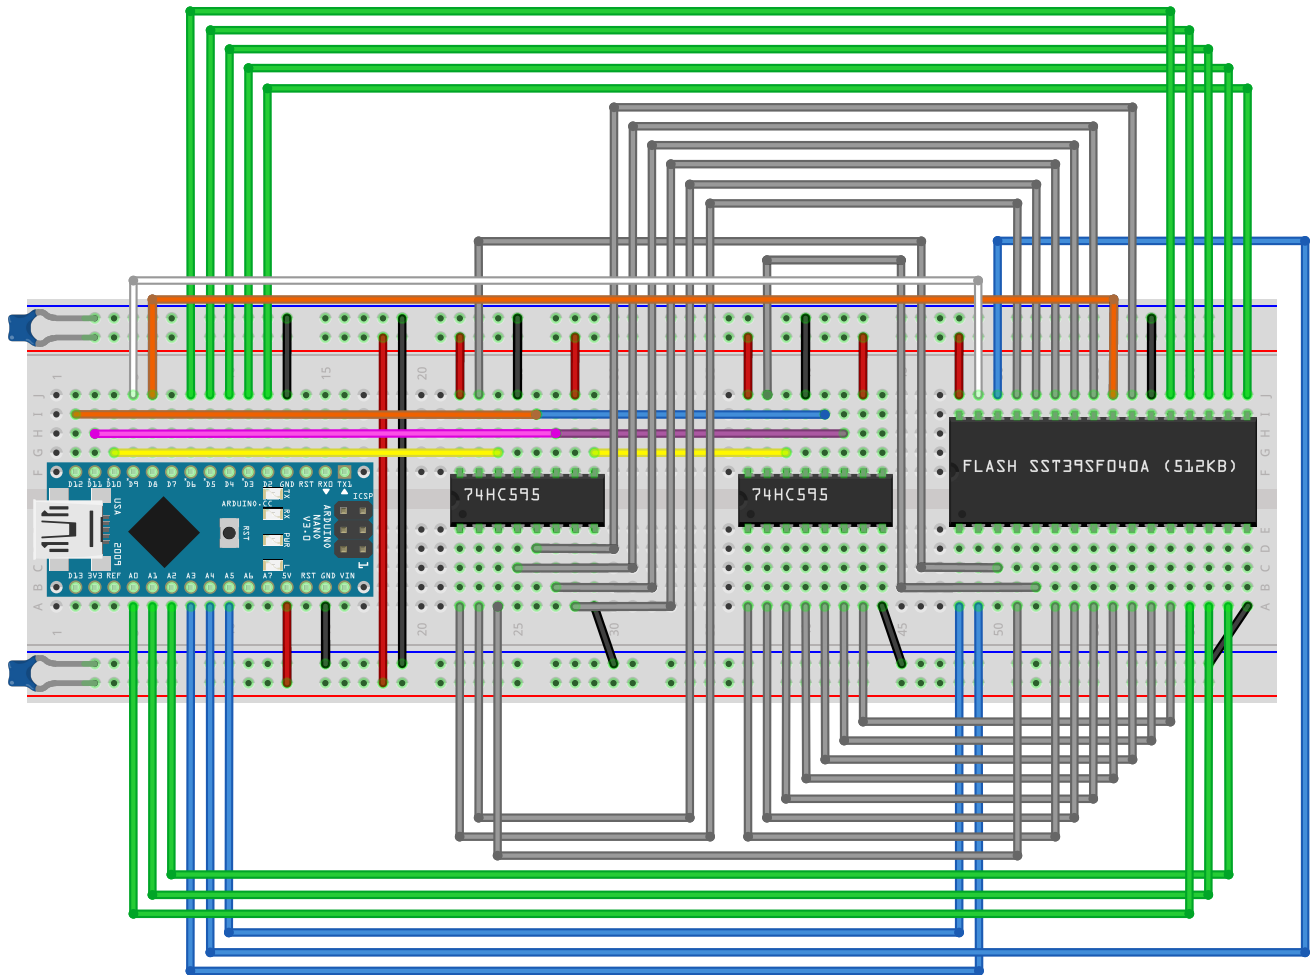 1
15
20
J
I
H
G
F
D12 D11 D10 D9 D8 D7 D6 D5 D4 D3 D2 GND RST RX0 TX1
FLASH SST39SF040A (512KB)
74HC595
74HC595
USA
2009
ARDUINO.CC
RST
TX
RX
PWR
L
ARDUINO
NANO
V3.0
ICSP
1
E
D
C
B
A
E
D
C
B
A
J
I
H
G
F
D13 3V3 REF A0 A1 A2 A3 A4 A5 A6 A7 5V RST GND VIN
1
20
25
30
45
50